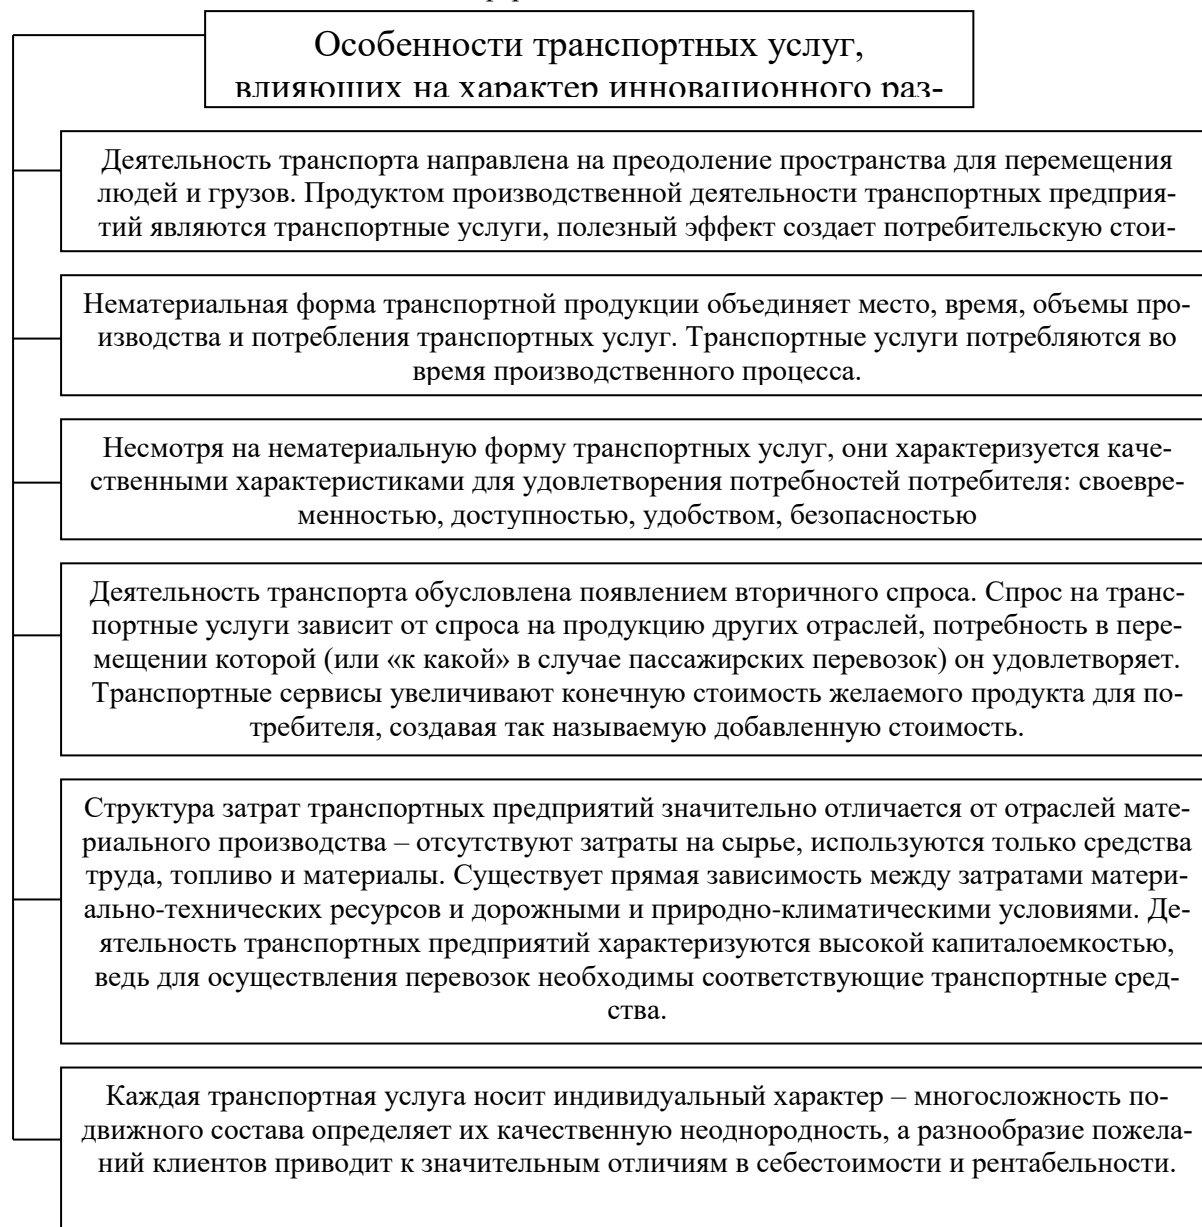 Особенности транспортных услуг,
влияющих на характер инновационного раз-
Деятельность транспорта направлена на преодоление пространства для перемещения
людей и грузов. Продуктом производственной деятельности транспортных предприя-
тий являются транспортные услуги, полезный эффект создает потребительскую стои-
Нематериальная форма транспортной продукции объединяет место, время, объемы про-
изводства и потребления транспортных услуг. Транспортные услуги потребляются во
время производственного процесса.
Несмотря на нематериальную форму транспортных услуг, они характеризуется каче-
ственными характеристиками для удовлетворения потребностей потребителя: своевре-
менностью, доступностью, удобством, безопасностью
Деятельность транспорта обусловлена появлением вторичного спроса. Спрос на транс-
портные услуги зависит от спроса на продукцию других отраслей, потребность в пере-
мещении которой (или «к какой» в случае пассажирских перевозок) он удовлетворяет.
Транспортные сервисы увеличивают конечную стоимость желаемого продукта для по-
требителя, создавая так называемую добавленную стоимость.
Структура затрат транспортных предприятий значительно отличается от отраслей мате-
риального производства – отсутствуют затраты на сырье, используются только средства
труда, топливо и материалы. Существует прямая зависимость между затратами матери-
ально-технических ресурсов и дорожными и природно-климатическими условиями. Де-
ятельность транспортных предприятий характеризуются высокой капиталоемкостью,
ведь для осуществления перевозок необходимы соответствующие транспортные сред-
ства.
Каждая транспортная услуга носит индивидуальный характер – многосложность по-
движного состава определяет их качественную неоднородность, а разнообразие пожела-
ний клиентов приводит к значительным отличиям в себестоимости и рентабельности.